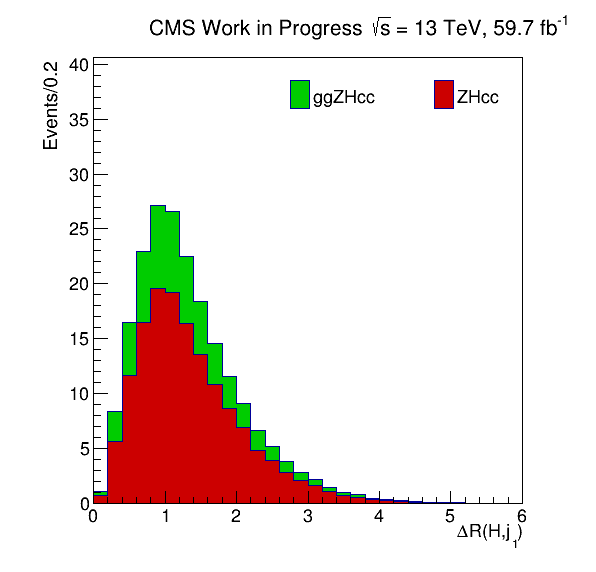 CMS Work in Progress √s = 13 TeV, 59.7 fb⁻¹
Events/0.2
ggZHcc
ZHcc
40
35
30
25
20
15
10
5
0
0 1 2 3 4 5 6
ΔR(H,j₁)